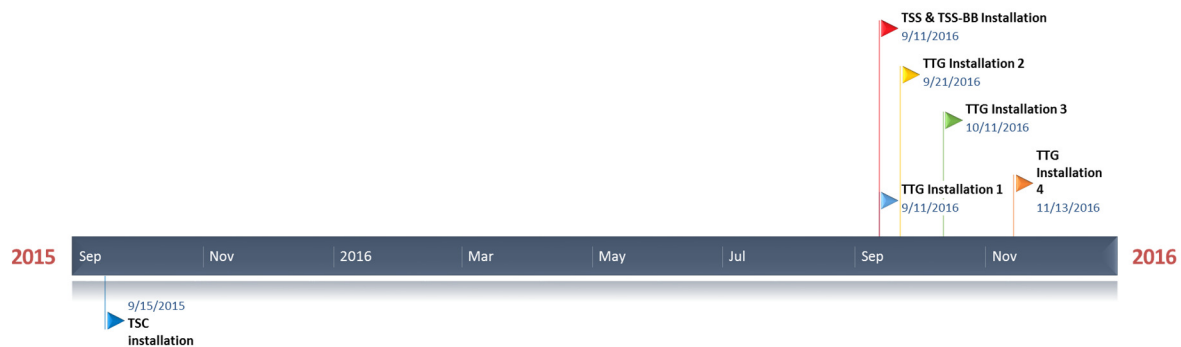 TSS & TSS-BB Installation
9/11/2016
TTG Installation 2
9/21/2016
TTG Installation 3
10/11/2016
TTG
Installation
4
11/13/2016
TTG Installation 1
9/11/2016
2015
Sep
Nov
2016
Mar
May
Jul
Sep
Nov
2016
9/15/2015
TSC
installation